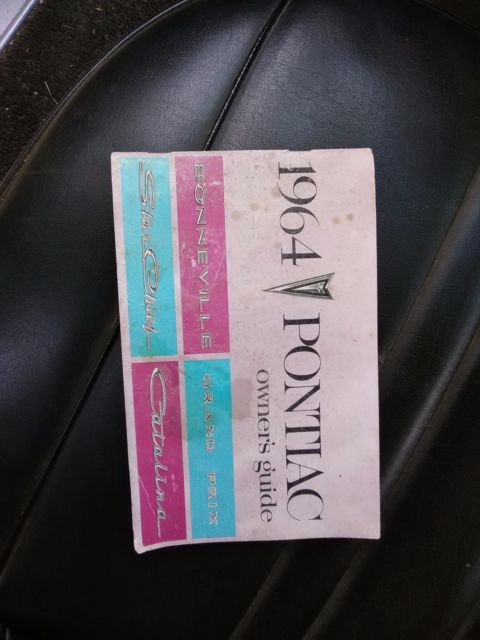 1964 PONTIAC
owner's guide
BONNEVILLE GRAND PRIX
Star Chief Catalina